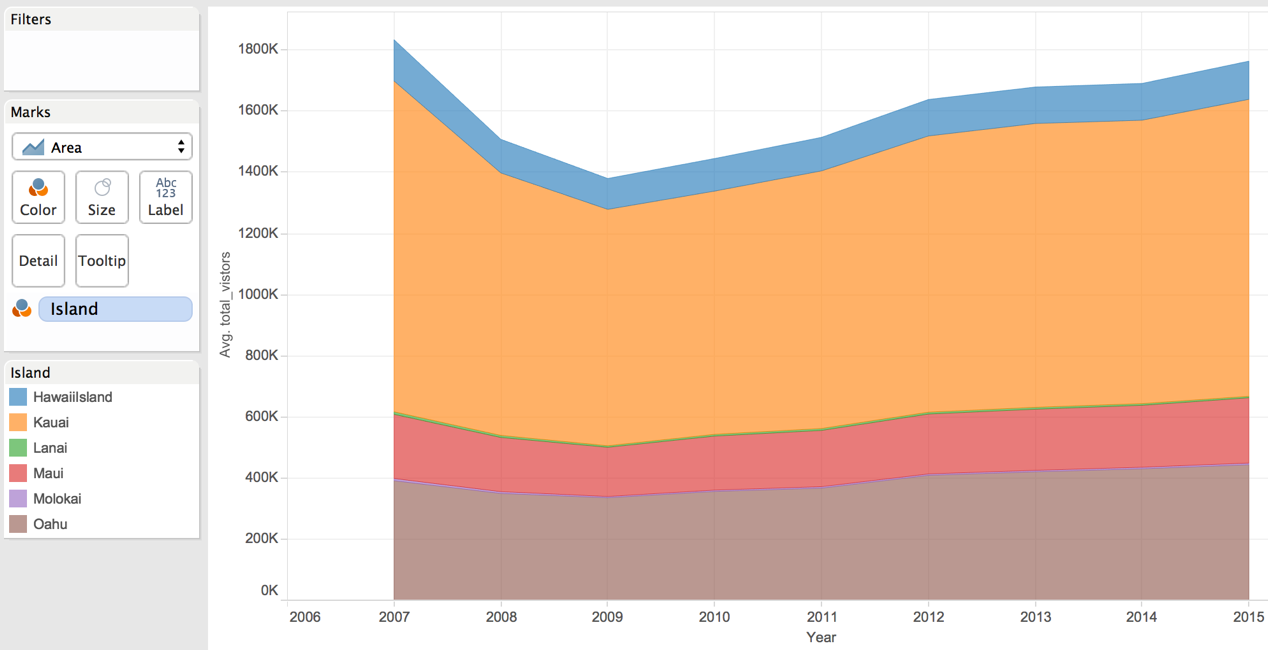 Filters
Marks
Area
Color
Size
Abc
123
Label
Detail
Tooltip
Island
Island
HawaiiIsland
Kauai
Lanai
Maui
Molokai
Oahu
Avg. total_vistors
1800K
1600K
1400K
1200K
1000K
800K
600K
400K
200K
0K
2006 2007 2008 2009 2010 2011 2012 2013 2014 2015
Year